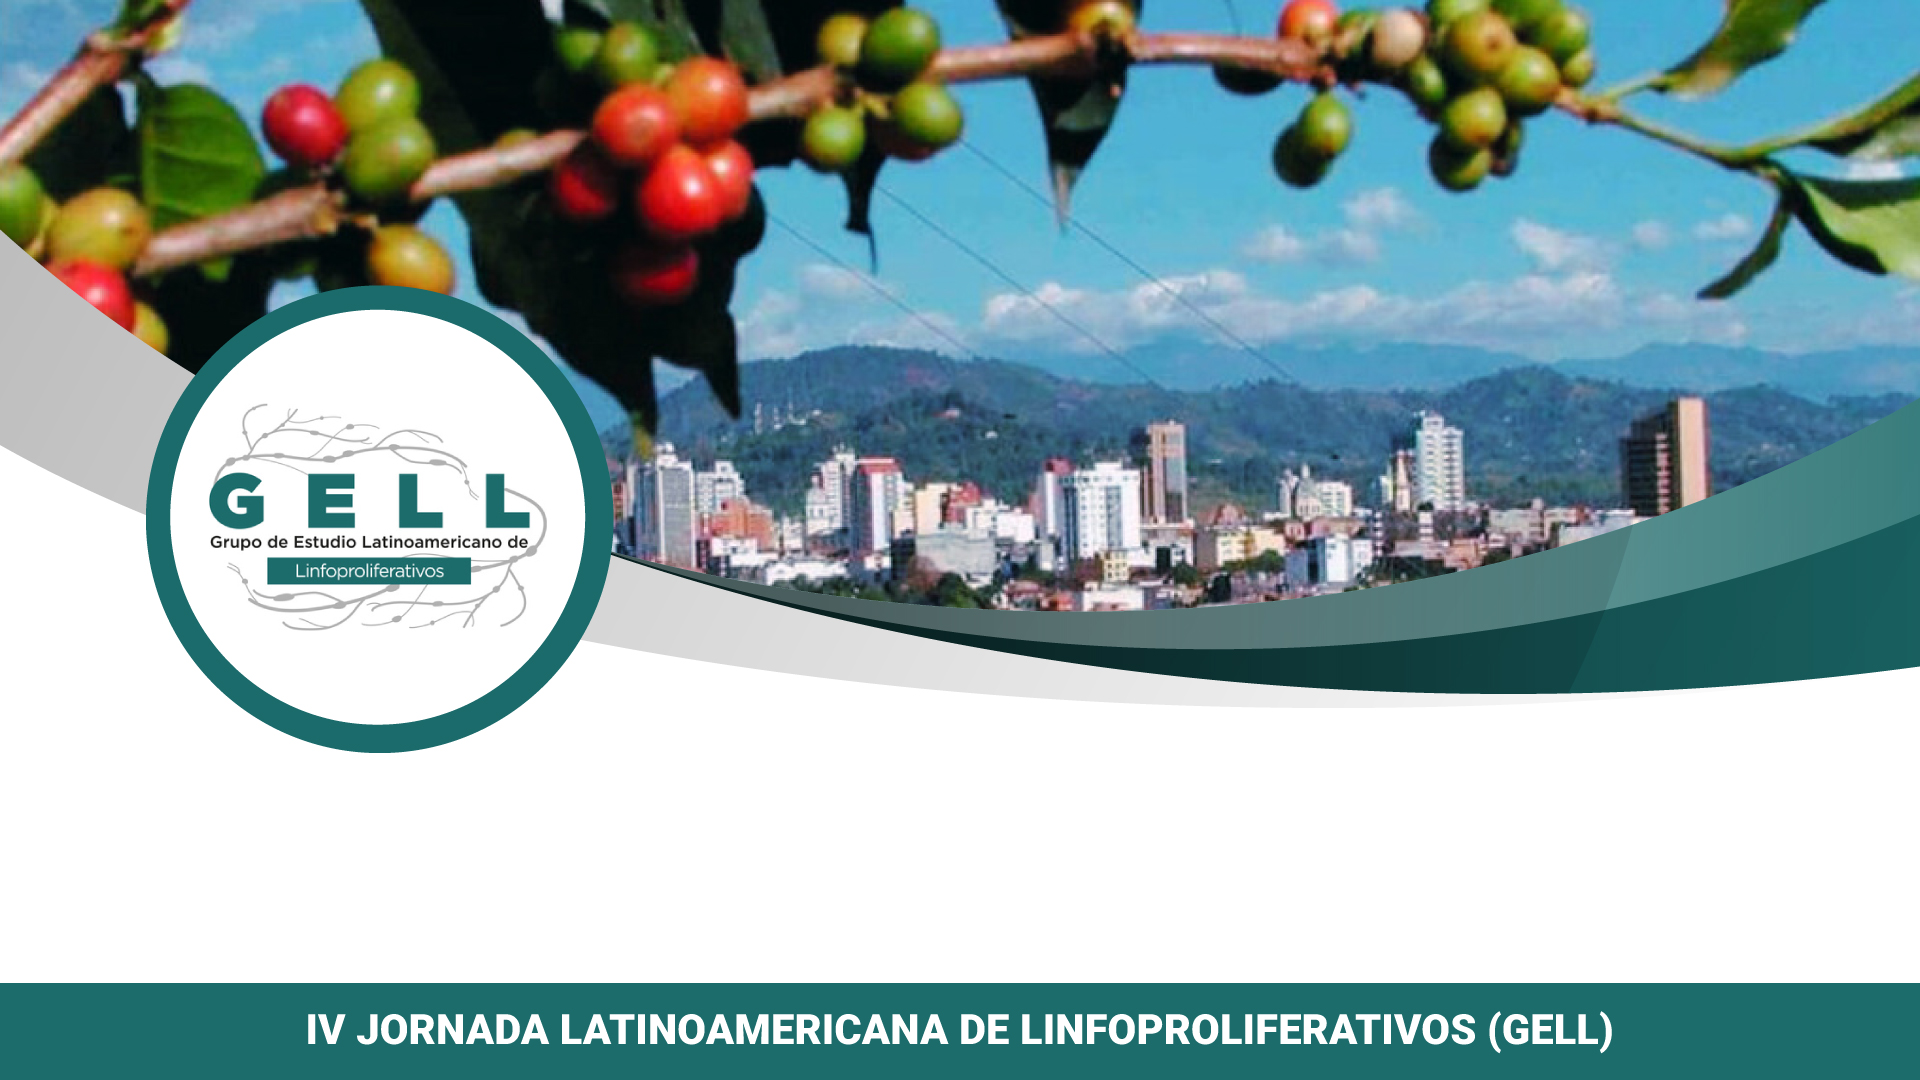 GELL
Grupo de Estudio Latinoamericano de
Linfoproliferativos
IV JORNADA LATINOAMERICANA DE LINFOPROLIFERATIVOS (GELL)